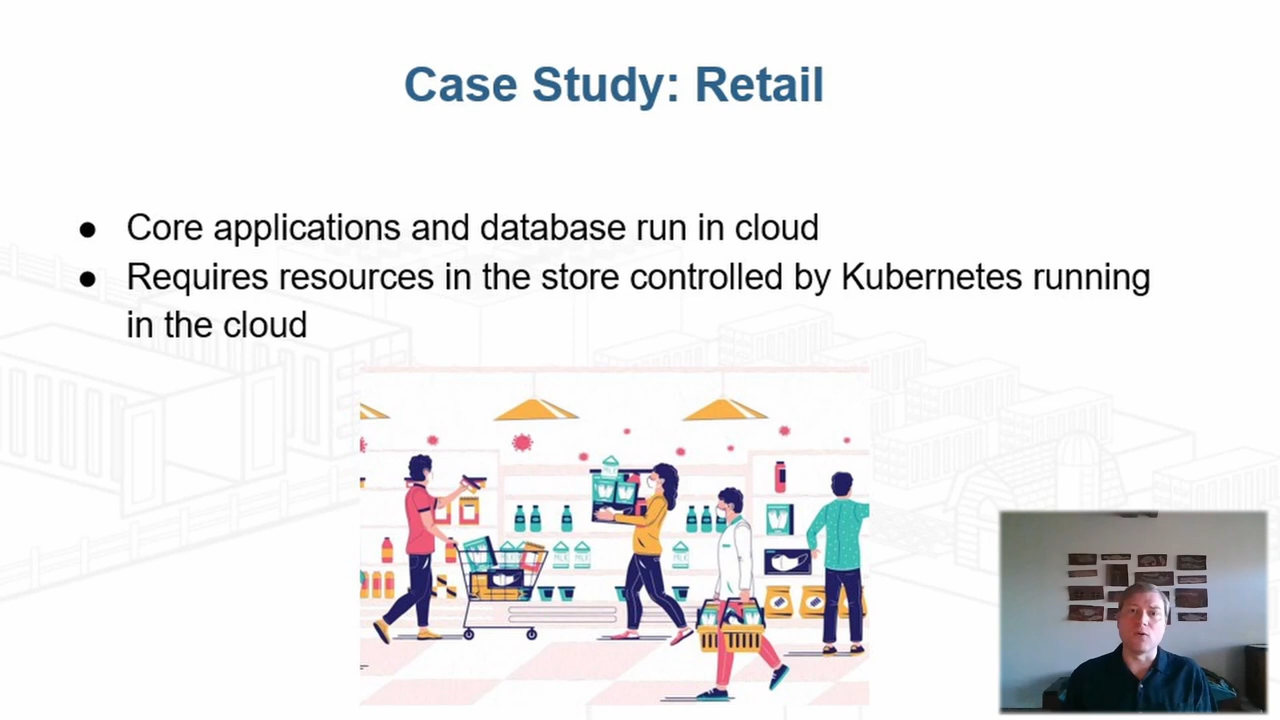 Case Study: Retail
● Core applications and database run in cloud
● Requires resources in the store controlled by Kubernetes running
in the cloud